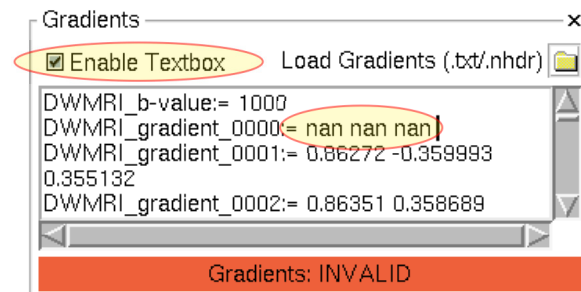 Gradients
Enable Textbox Load Gradients (.txt/.nhdr)
DWMRI_b-value:= 1000
DWMRI_gradient_0000:= nan nan nan
DWMRI_gradient_0001:= 0.86272 -0.359993
0.355132
DWMRI_gradient_0002:= 0.86351 0.358689
Gradients: INVALID